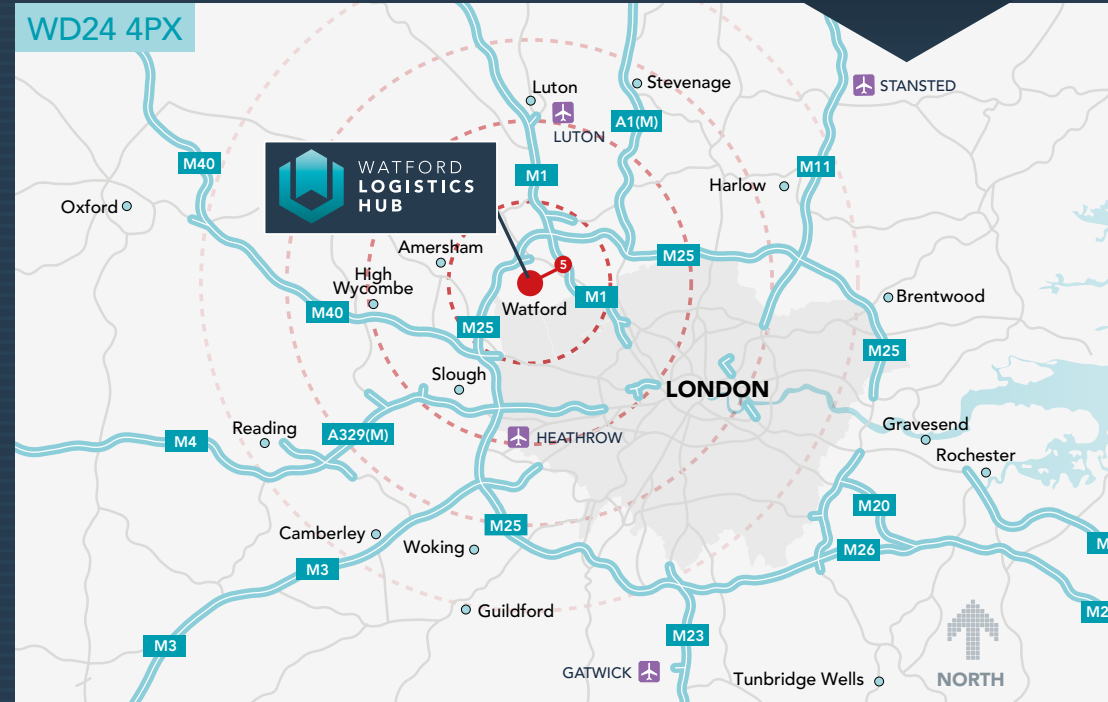 WD24 4PX
Luton
Stevenage
STANSTED
LUTON
A1(M)
M40
M1
M11
WATFORD
LOGISTICS
HUB
Harlow
Oxford
Amersham
M25
5
High
Wycombe
M1
Brentwood
M40
Watford
M25
M25
Slough
LONDON
Reading
A329(M)
M4
HEATHROW
Gravesend
Rochester
M20
Camberley
M25
Woking
M26
M3
Guildford
M23
M3
GATWICK
Tunbridge Wells
NORTH